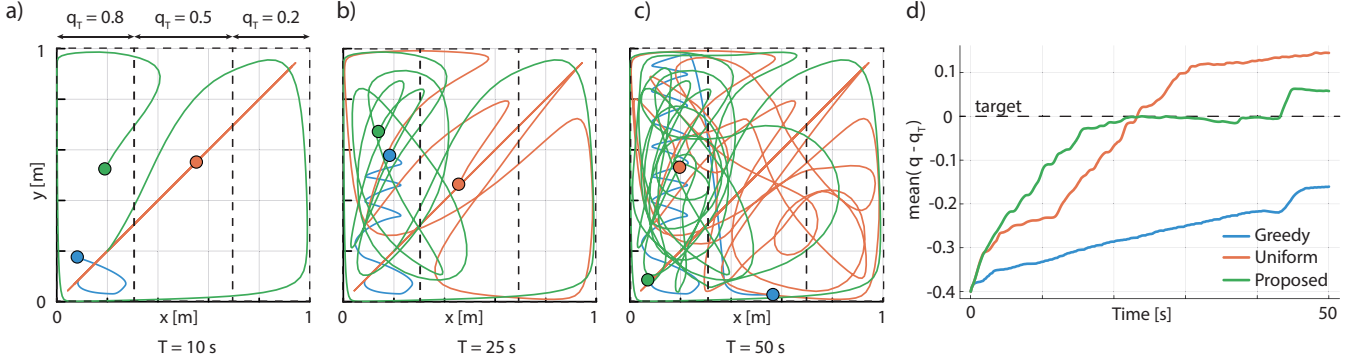 a)
q_T = 0.8
q_T = 0.5
q_T = 0.2
1
y [m]
0
0
x [m]
1
T = 10 s
b)
0
x [m]
1
T = 25 s
c)
0
x [m]
1
T = 50 s
d)
0.1
0
-0.1
-0.2
-0.3
-0.4
mean( q - q_T)
target
Greedy
Uniform
Proposed
0
Time [s]
50